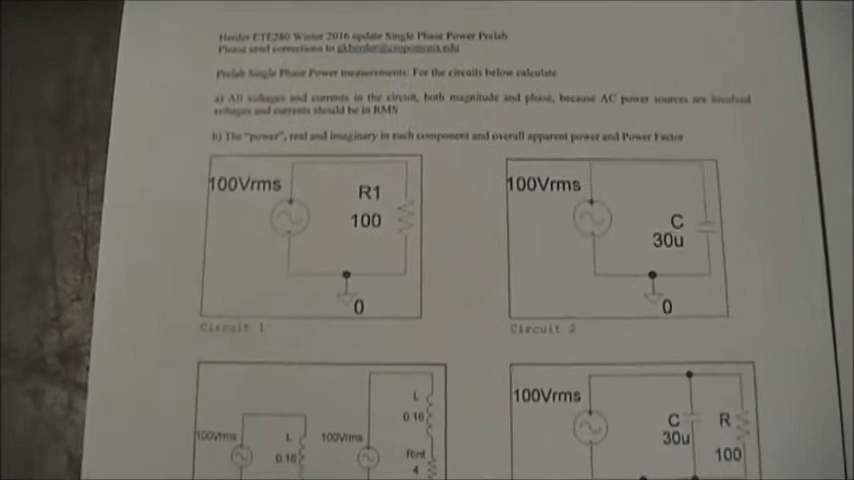 Herder ETE280 Winter 2016 update Single Phase Power Prelab
Please send corrections to gkherder@cpp
Prelab Single Phase Power measurements: For the circuits below calculate
a) All voltages and currents in the circuit, both magnitude and phase, because AC power sources are involved
voltages and currents should be in RMS
b) The "power", real and imaginary in each component and overall apparent power and Power Factor
100Vrms
R1
100
0
Circuit 1
100Vrms
C
30u
0
Circuit 2
100Vrms
L
0.16
100Vrms
L
0.16
Rint
4
100Vrms
C
30u
R
100